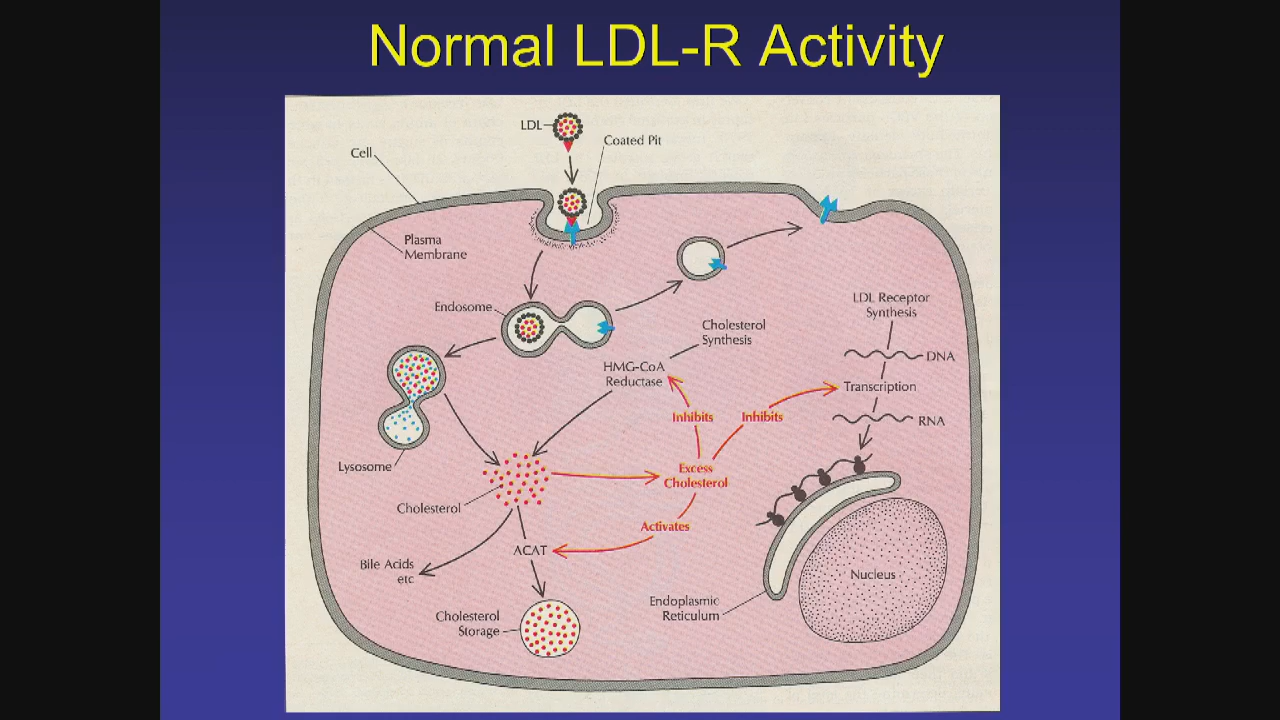 Normal LDL-R Activity
LDL
Coated Pit
Cell
Plasma
Membrane
Endosome
Cholesterol
Synthesis
LDL Receptor
Synthesis
DNA
HMG-CoA
Reductase
Transcription
Inhibits
Inhibits
RNA
Lysosome
Excess
Cholesterol
Cholesterol
Activates
ACAT
Bile Acids
etc
Nucleus
Endoplasmic
Reticulum
Cholesterol
Storage